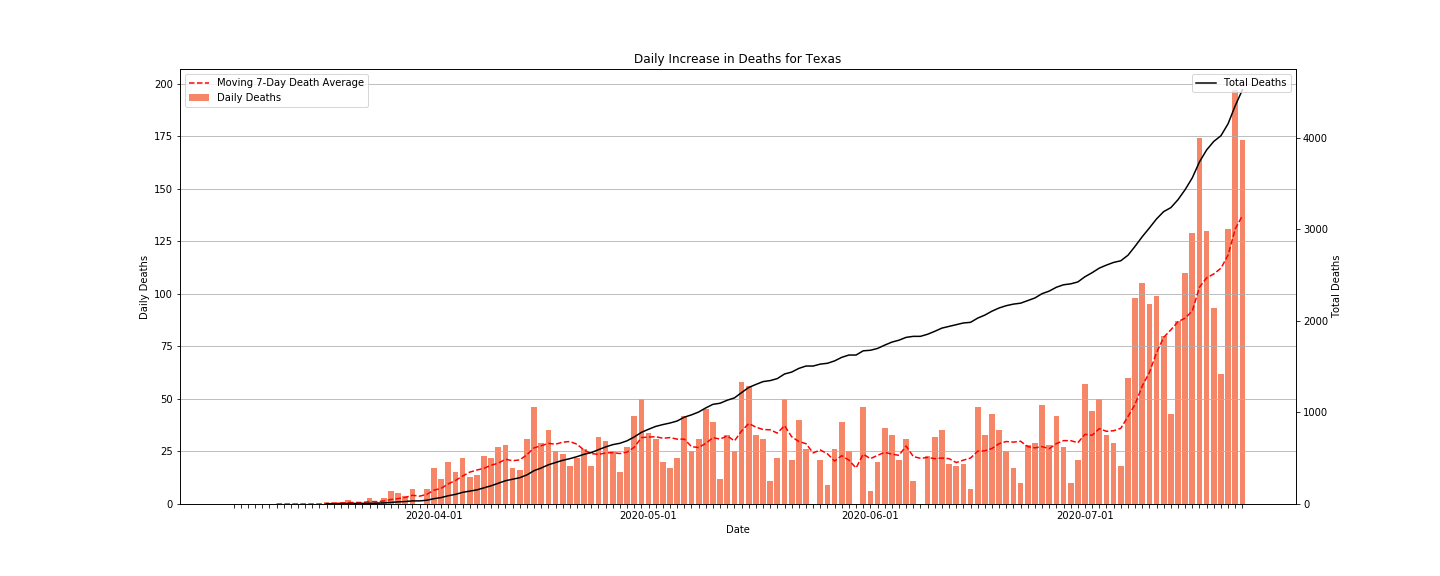 Daily Increase in Deaths for Texas
Moving 7-Day Death Average
Daily Deaths
Total Deaths
200
175
150
125
100
75
50
25
0
Daily Deaths
4000
3000
2000
1000
0
Total Deaths
2020-04-01
2020-05-01
2020-06-01
2020-07-01
Date